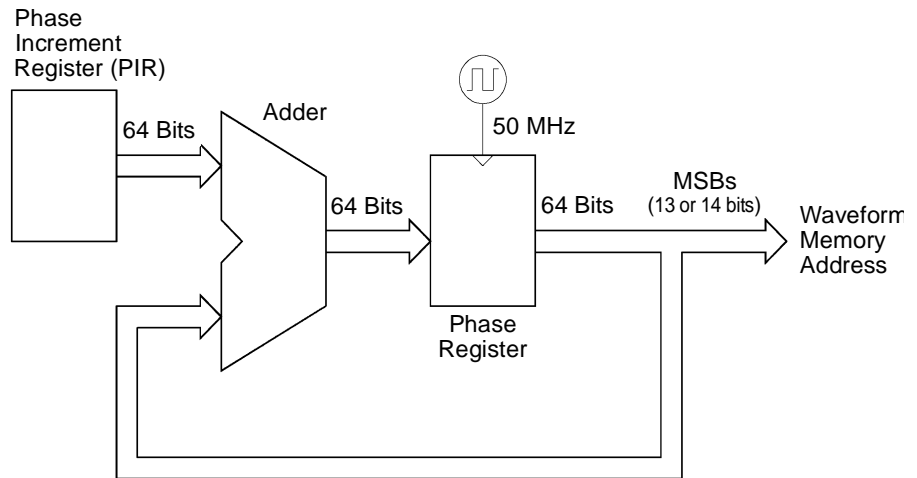 Phase
Increment
Register (PIR)
64 Bits
Adder
64 Bits
50 MHz
Phase
Register
64 Bits
MSBs
(13 or 14 bits)
Waveform
Memory
Address